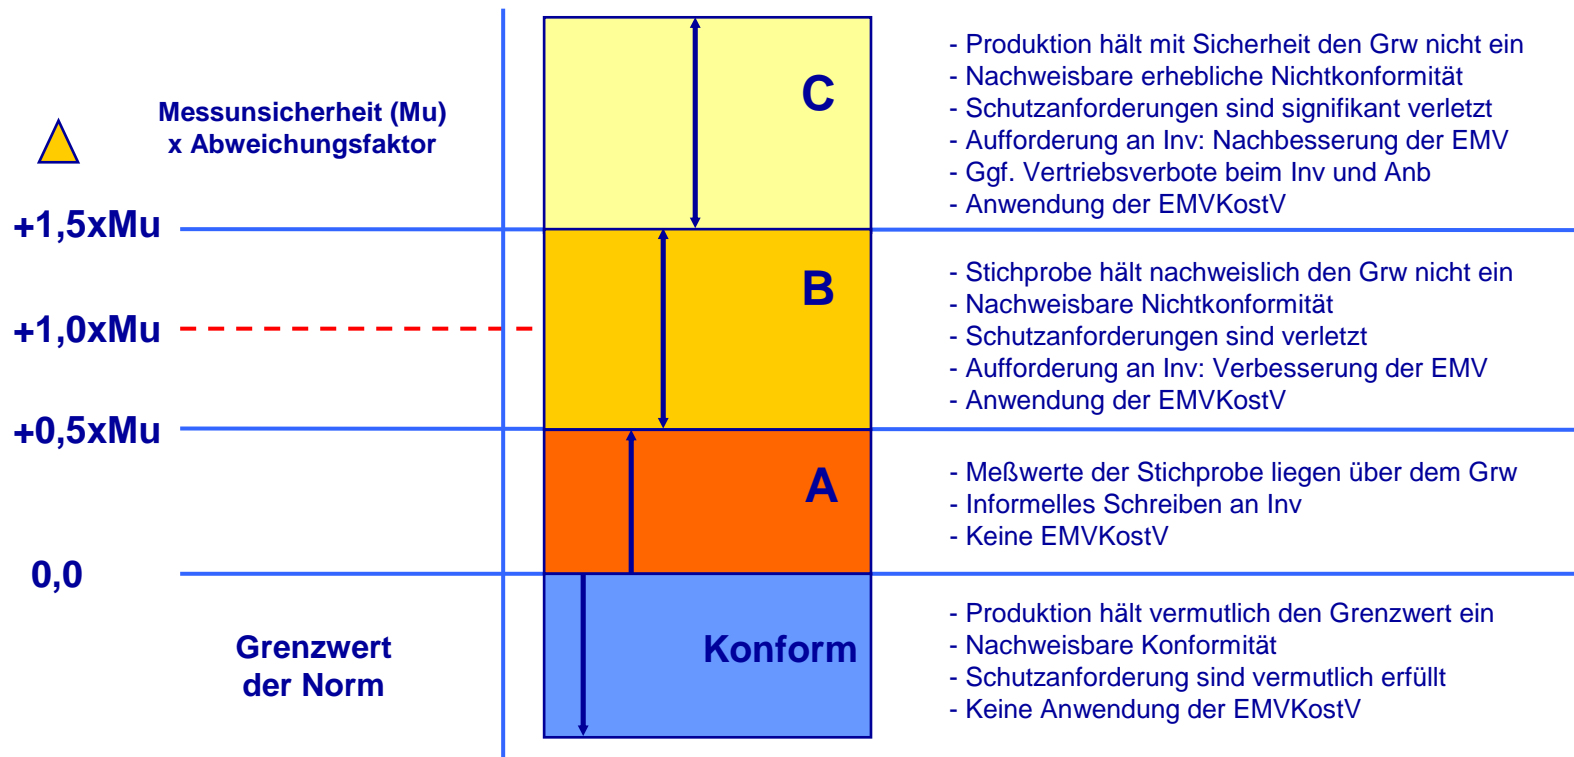 Messunsicherheit (Mu)
x Abweichungsfaktor
C
- Produktion hält mit Sicherheit den Grw nicht ein
- Nachweisbare erhebliche Nichtkonformität
- Schutzanforderungen sind signifikant verletzt
- Aufforderung an Inv: Nachbesserung der EMV
- Ggf. Vertriebsverbote beim Inv und Anb
- Anwendung der EMVKostV
+1,5xMu
B
- Stichprobe hält nachweislich den Grw nicht ein
- Nachweisbare Nichtkonformität
- Schutzanforderungen sind verletzt
- Aufforderung an Inv: Verbesserung der EMV
- Anwendung der EMVKostV
+1,0xMu
+0,5xMu
A
- Meßwerte der Stichprobe liegen über dem Grw
- Informelles Schreiben an Inv
- Keine EMVKostV
0,0
Grenzwert
der Norm
Konform
- Produktion hält vermutlich den Grenzwert ein
- Nachweisbare Konformität
- Schutzanforderung sind vermutlich erfüllt
- Keine Anwendung der EMVKostV